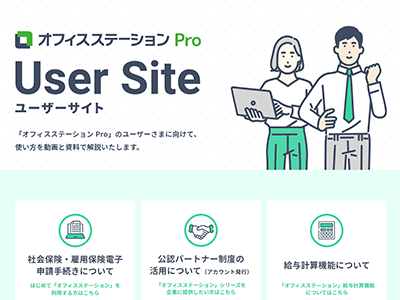 オフィスステーション Pro
User Site
ユーザーサイト
「オフィスステーション Pro」のユーザーさまに向けて、
使い方を動画と資料で解説いたします。
社会保険・雇用保険電子
申請手続きについて
はじめて「オフィスステーション」を
利用する方はこちら
公認パートナー制度の
活用について（アカウント発行）
「オフィスステーション」シリーズを
企業に提供したい方はこちら
給与計算機能について
「オフィスステーション」給与計算機能
についてはこちら